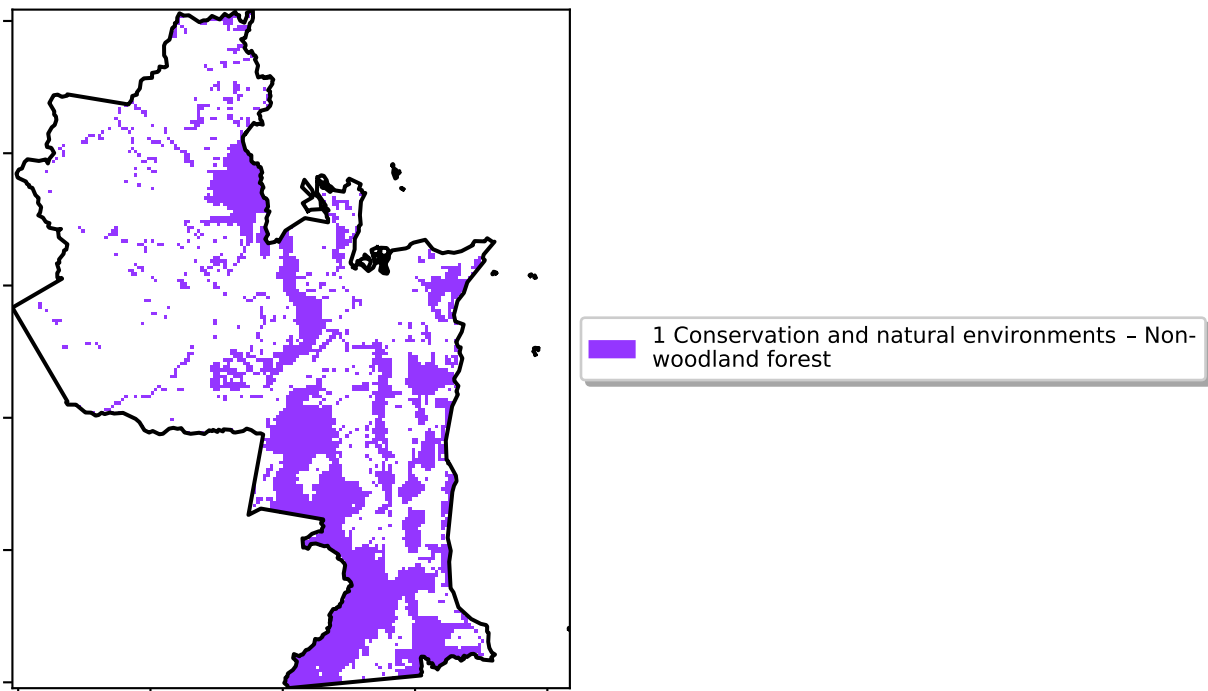 1 Conservation and natural environments – Non-
woodland forest